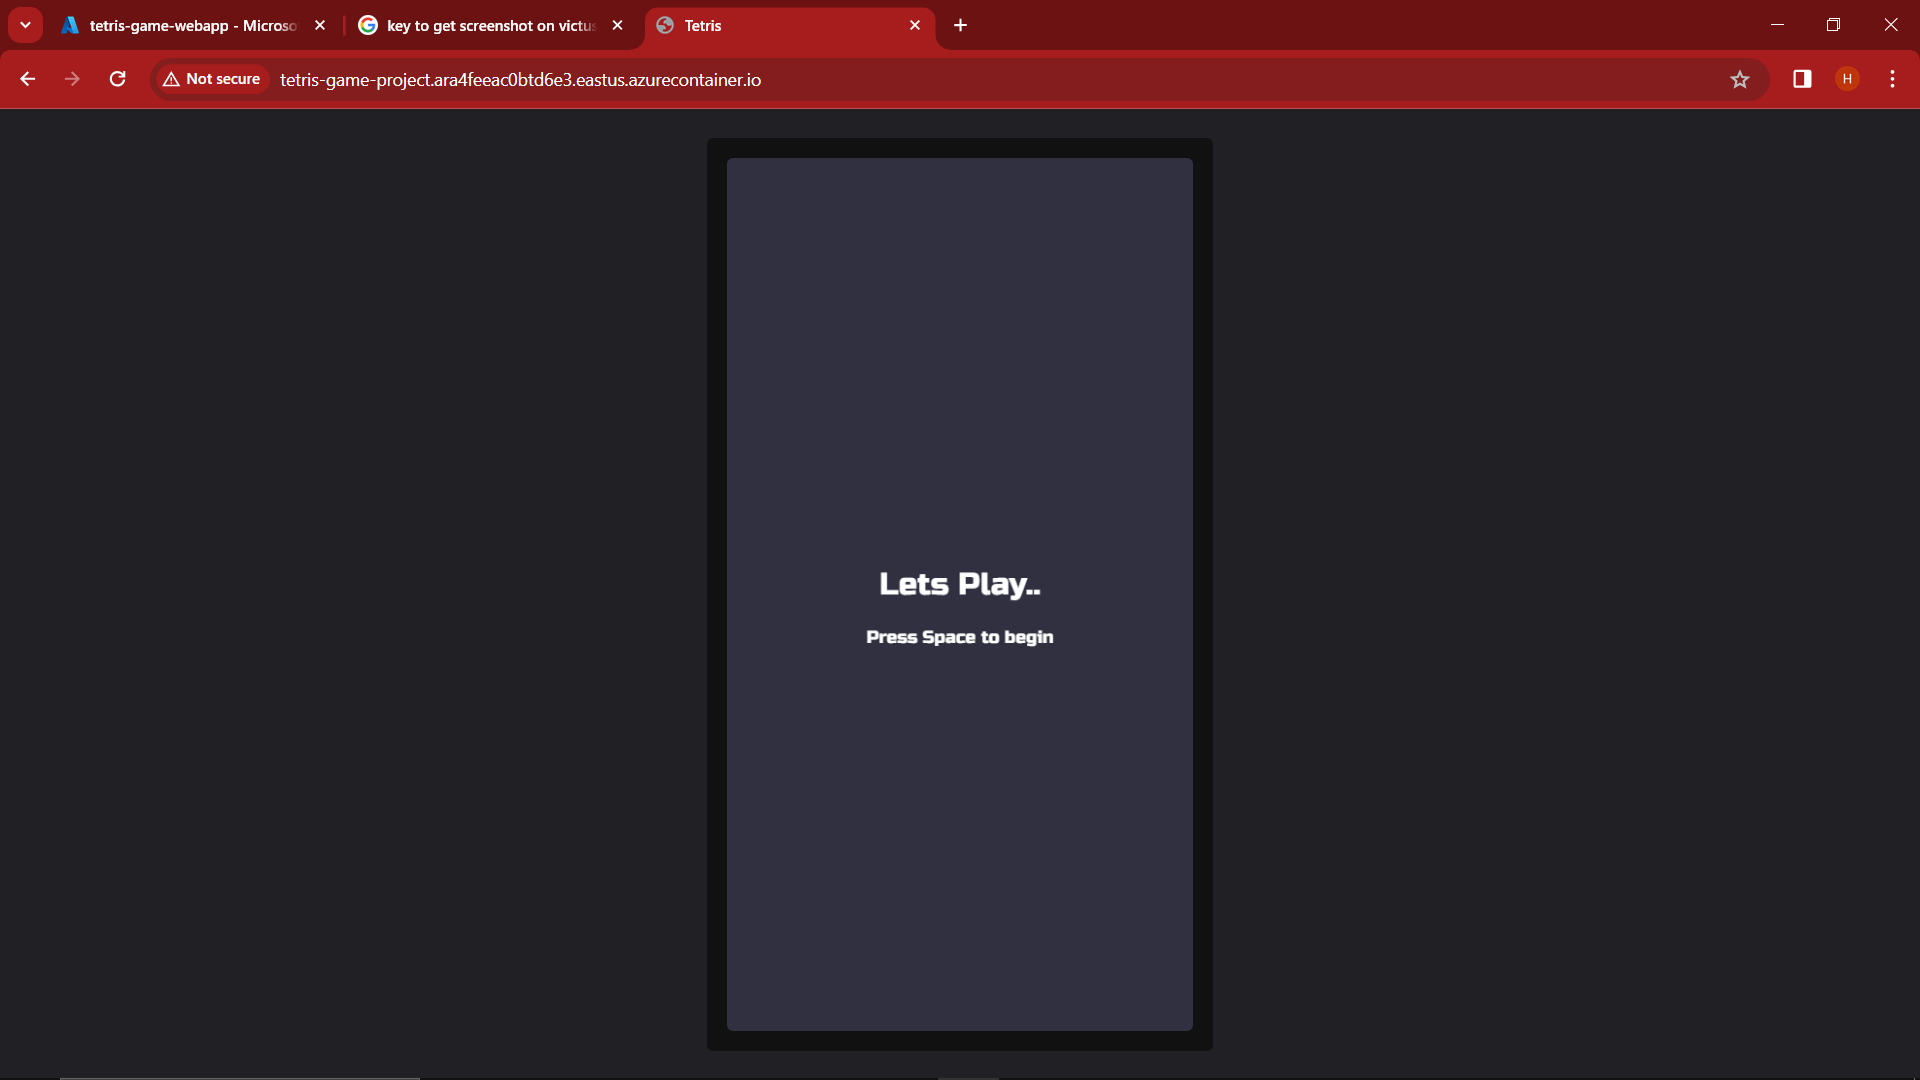 tetris-game-webapp - Microso
key to get screenshot on victus
Tetris
Not secure
tetris-game-project.ara4feeac0btd6e3.eastus.azurecontainer.io
H
Lets Play..
Press Space to begin